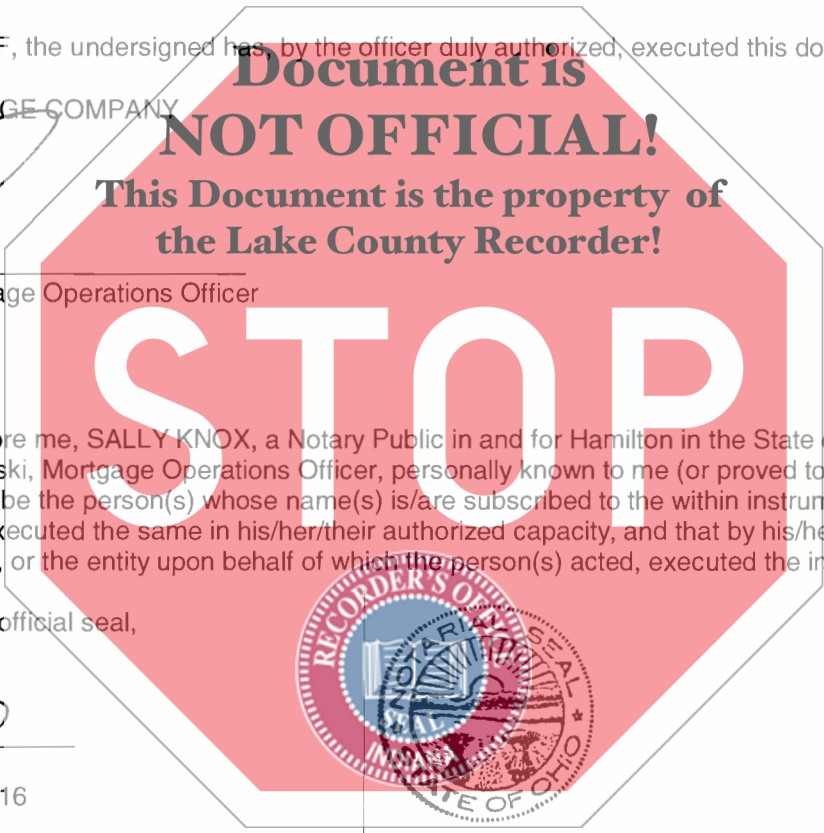 , the undersigned has, by the officer duly authorized, executed this do
Document is
GE COMPANY
NOT OFFICIAL!
This Document is the property of
the Lake County Recorder!
age Operations Officer
STOP
re me, SALLY KNOX, a Notary Public in and for Hamilton in the State
ski, Mortgage Operations Officer, personally known to me (or proved to
be the person(s) whose name(s) is/are subscribed to the within instrum
xecuted the same in his/her/their authorized capacity, and that by his/he
, or the entity upon behalf of which the person(s) acted, executed the in
official seal,
RECORDER'S OFFICE
SEAL
INDIANA
NOTARIAL SEAL
STATE OF OHIO
16